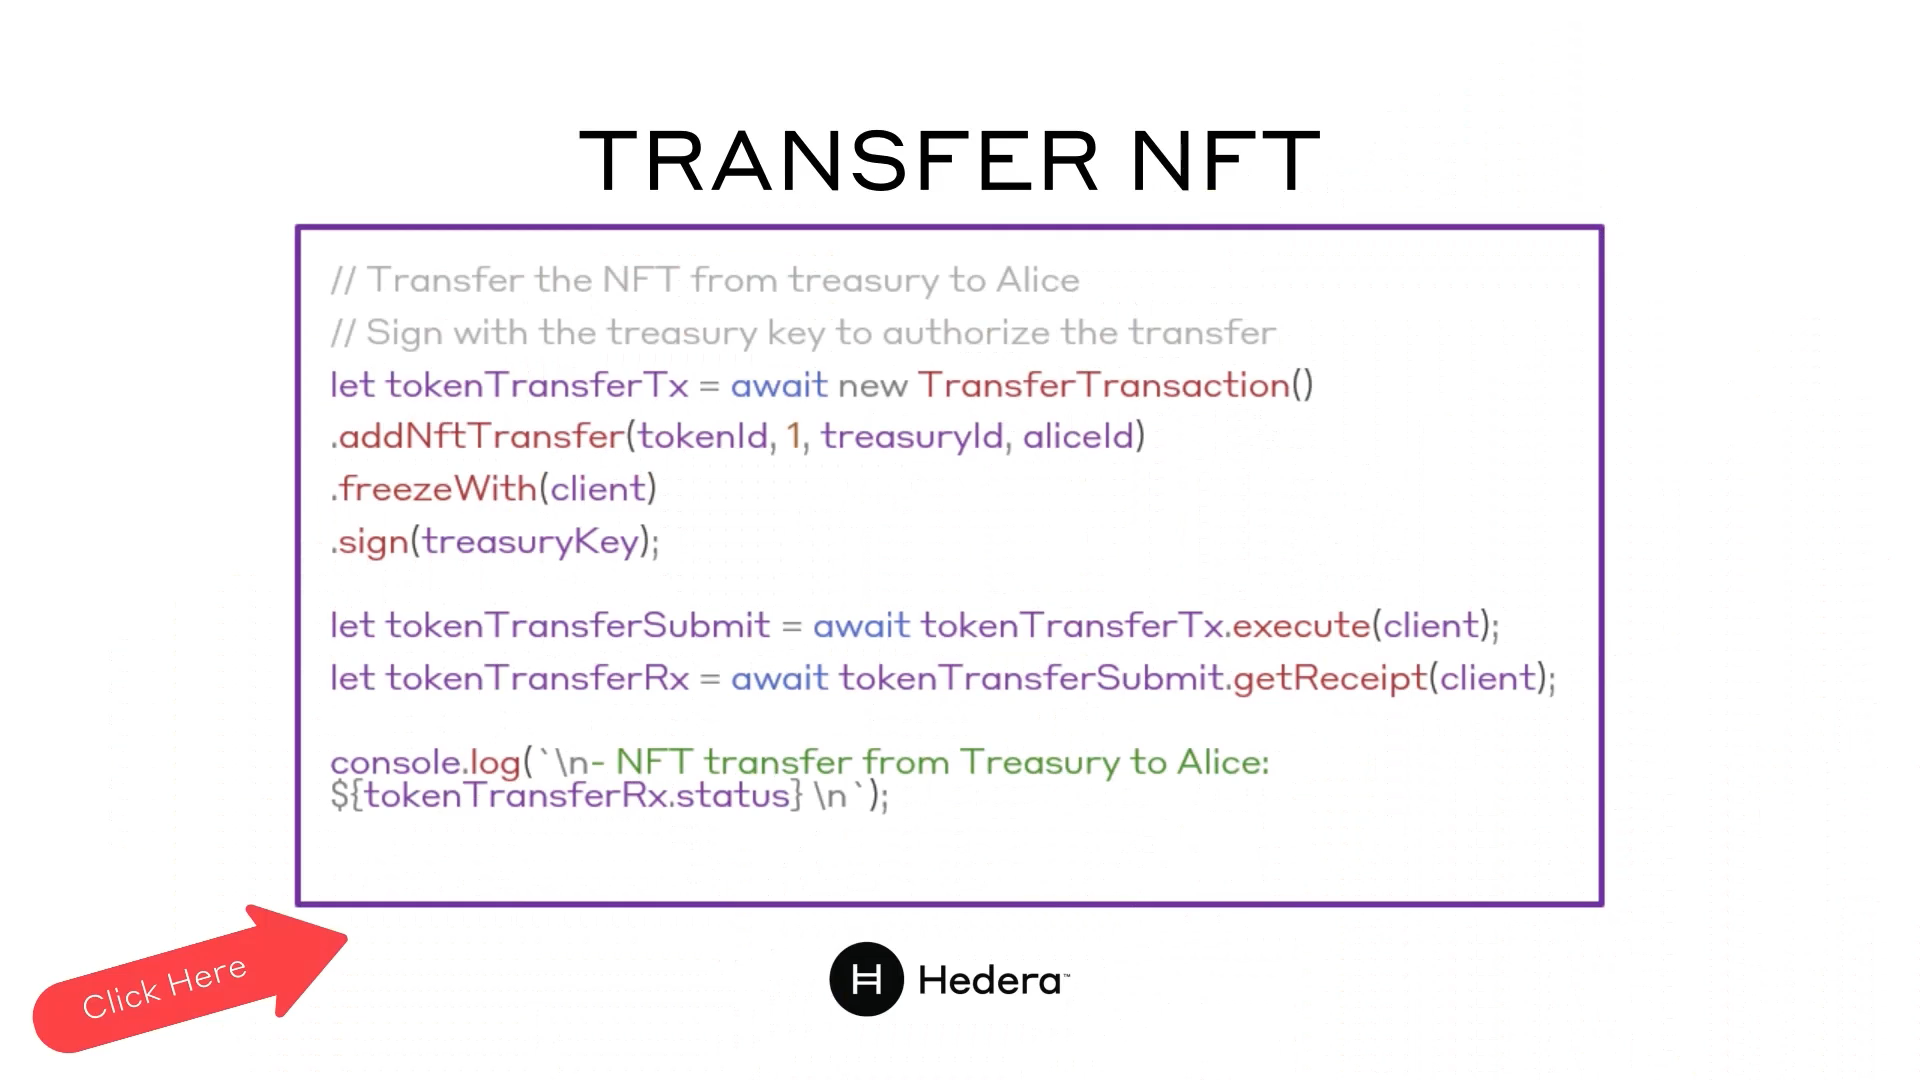 TRANSFER NFT
// Transfer the NFT from treasury to Alice
// Sign with the treasury key to authorize the transfer
let tokenTransferTx = await new TransferTransaction()
.addNftTransfer(tokenId, 1, treasuryId, aliceId)
.freezeWith(client)
.sign(treasuryKey);
let tokenTransferSubmit = await tokenTransferTx.execute(client);
let tokenTransferRx = await tokenTransferSubmit.getReceipt(client);
console.log(`\n- NFT transfer from Treasury to Alice:
${tokenTransferRx.status} \n`);
Click Here
H Hedera™